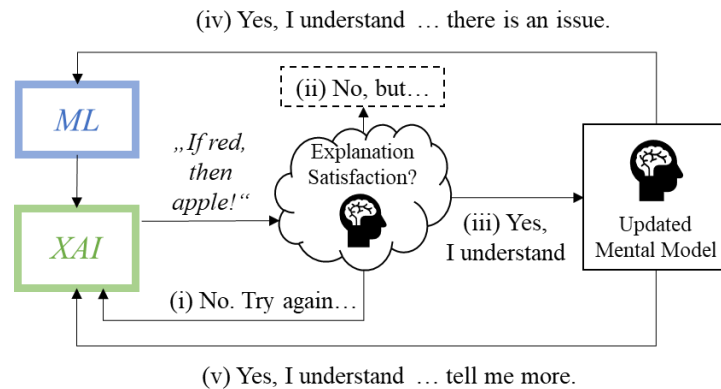 (iv) Yes, I understand … there is an issue.
(ii) No, but…
ML
„If red,
then
apple!“
Explanation
Satisfaction?
(iii) Yes,
I understand
Updated
Mental Model
XAI
(i) No. Try again…
(v) Yes, I understand … tell me more.